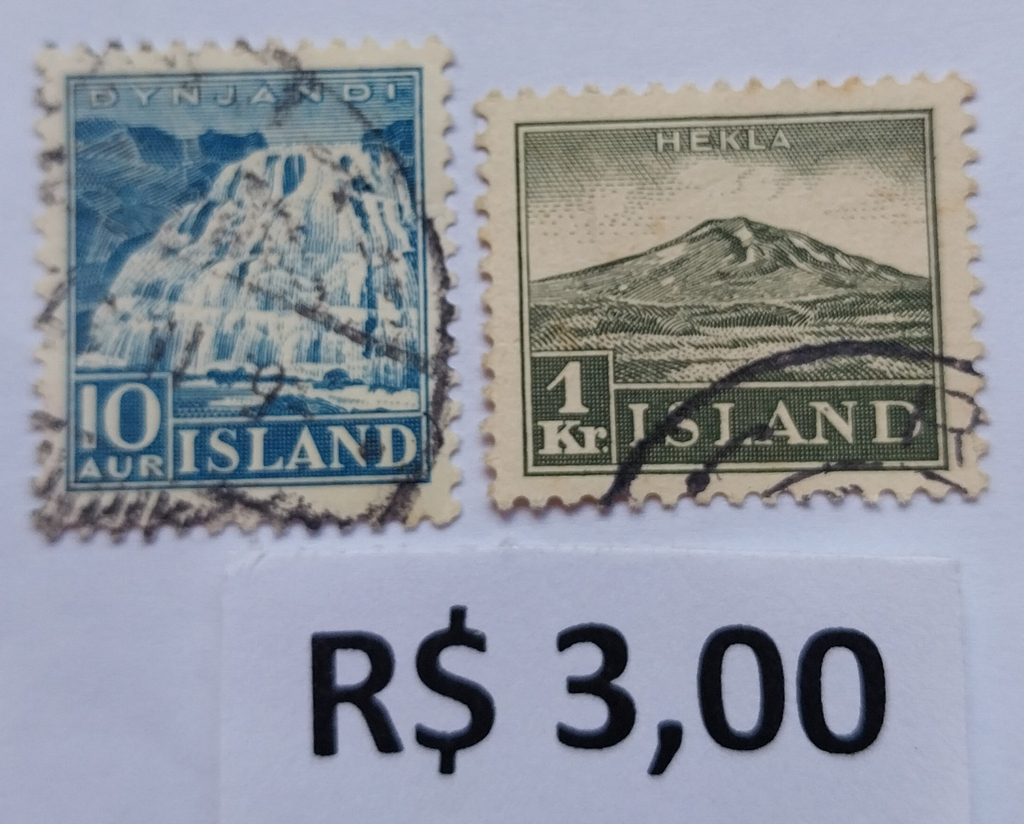 DYNJANDI
10
AUR
ISLAND
HEKLA
1
Kr.
ISLAND
R$ 3,00